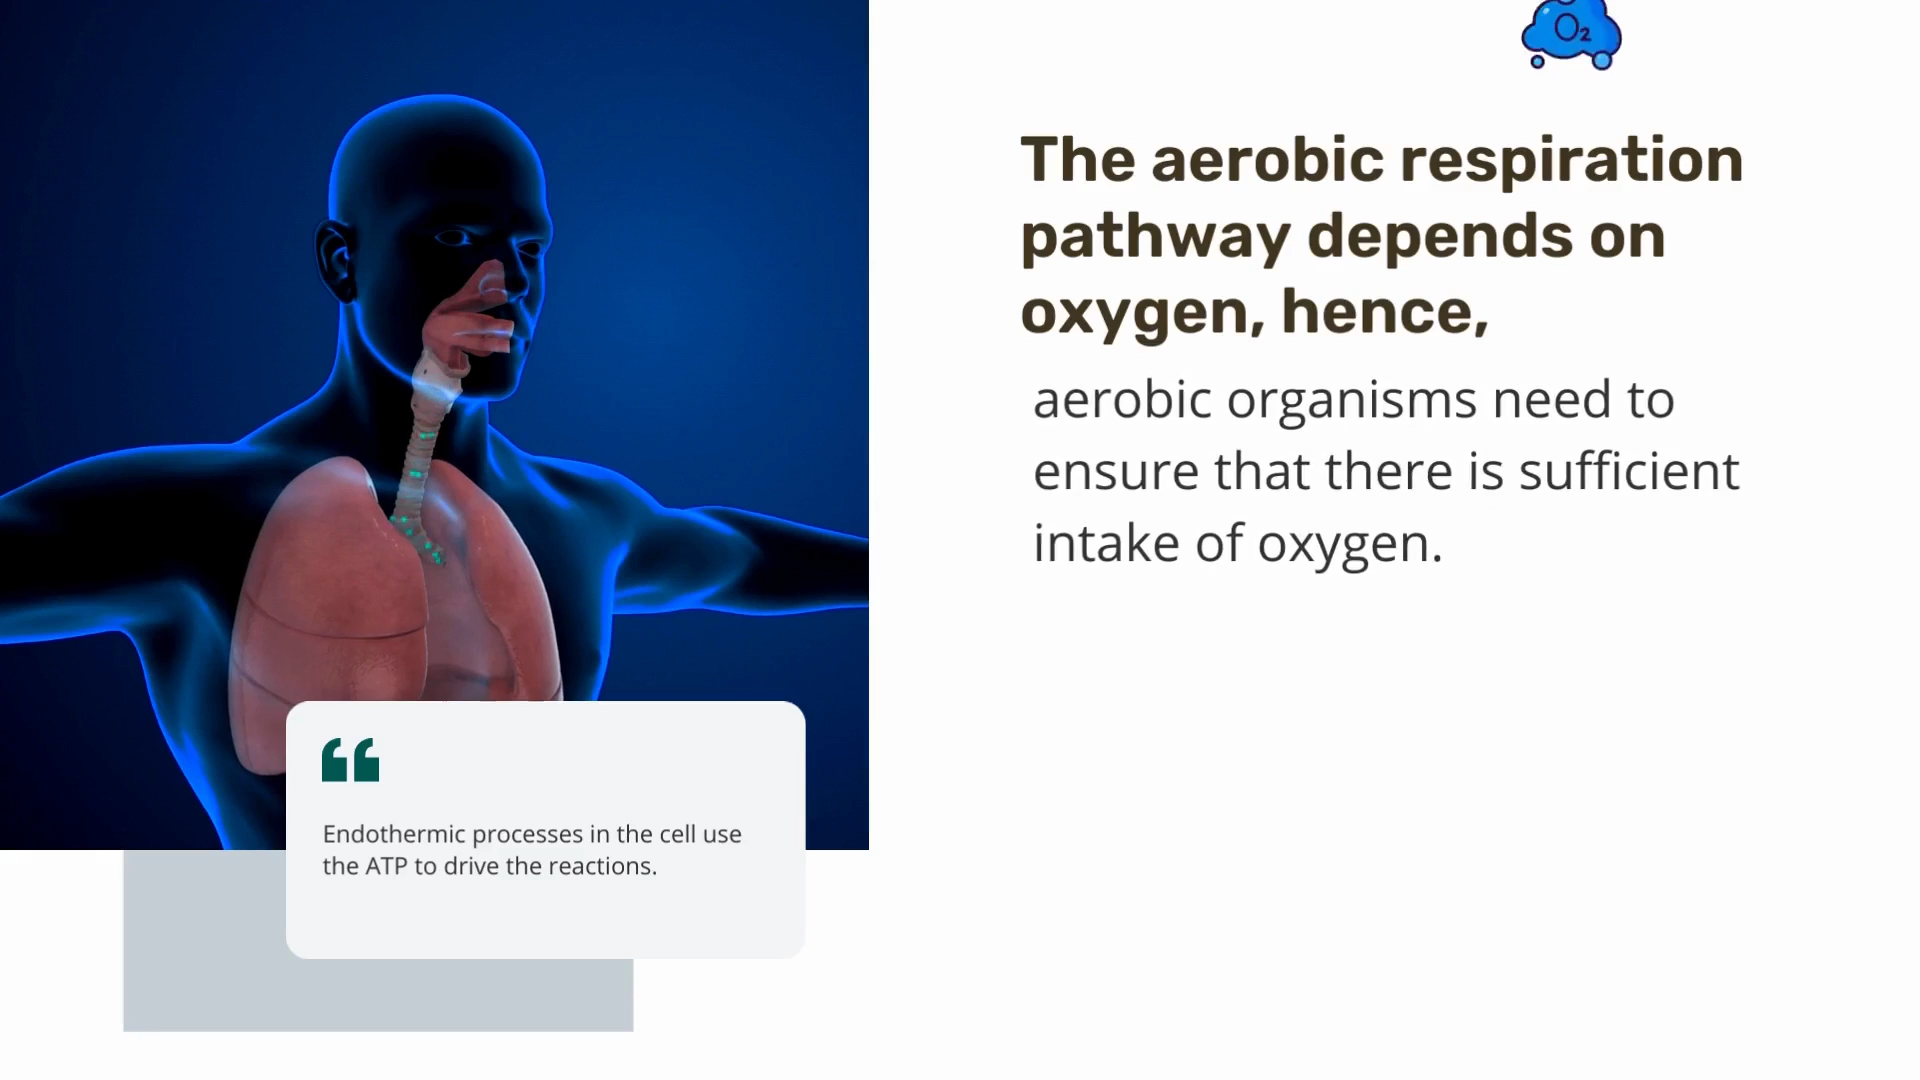 O2
The aerobic respiration
pathway depends on
oxygen, hence,
aerobic organisms need to
ensure that there is sufficient
intake of oxygen.
“
Endothermic processes in the cell use
the ATP to drive the reactions.